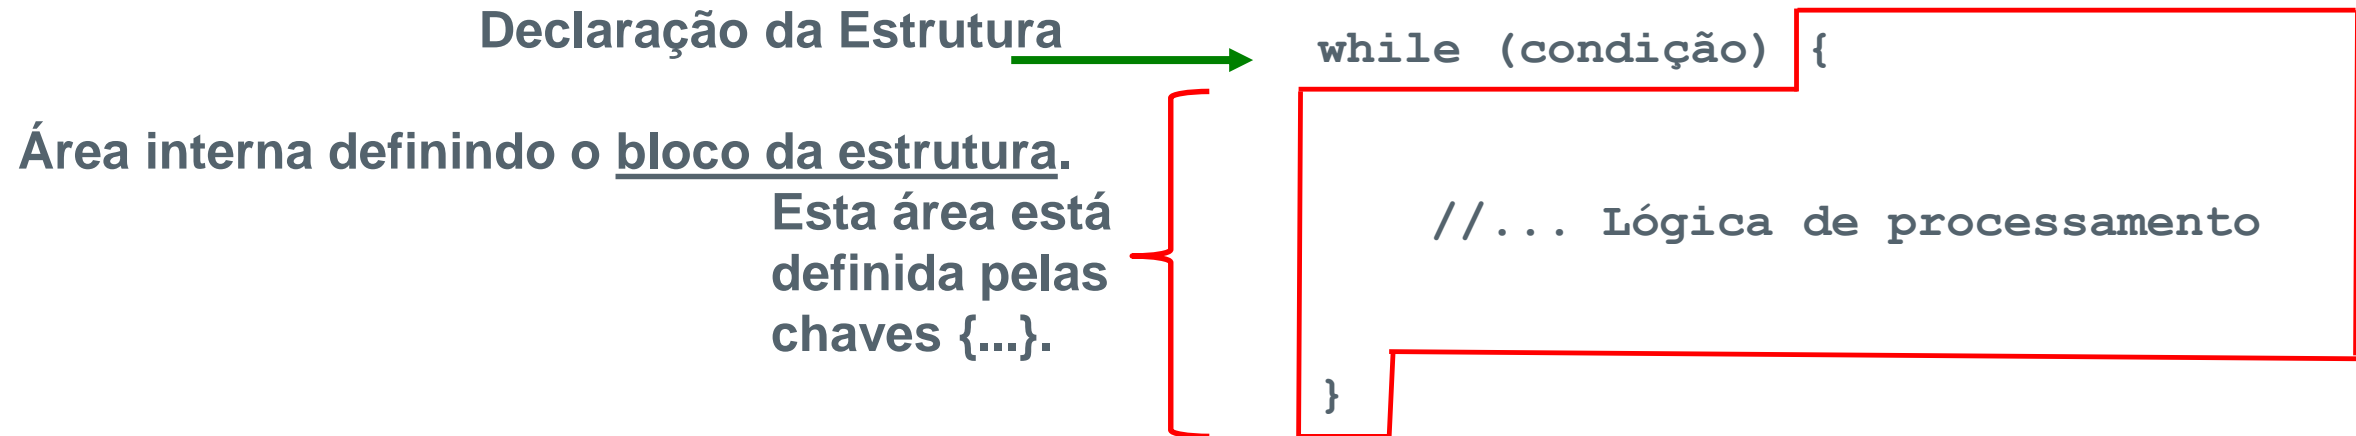 Declaração da Estrutura
while (condição) {
Área interna definindo o bloco da estrutura.
Esta área está
definida pelas
chaves {...}.
//... Lógica de processamento
}